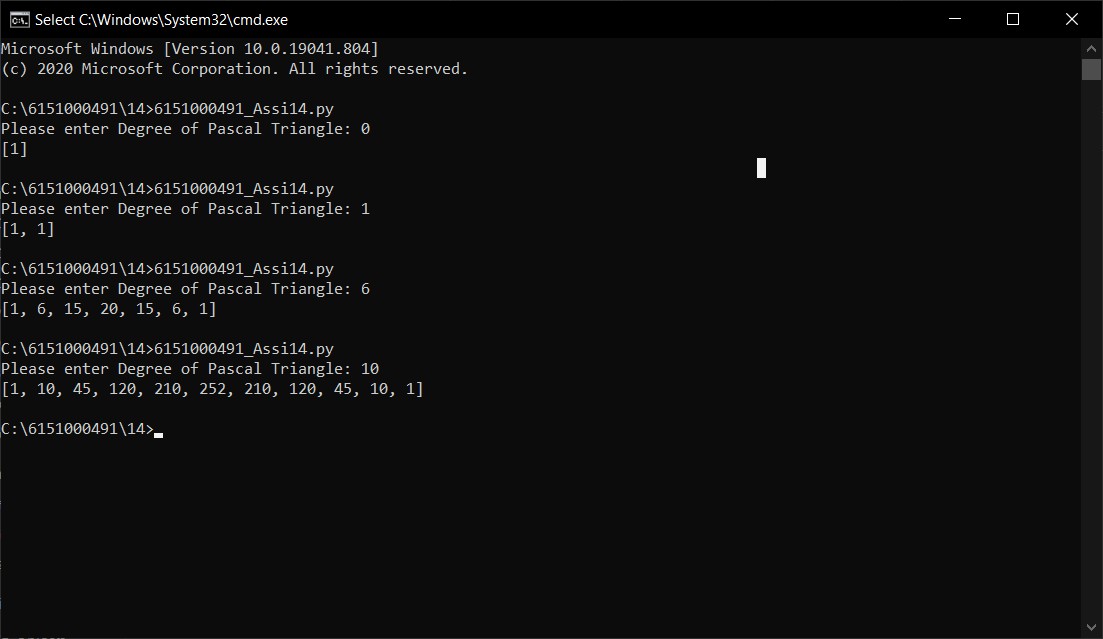 Select C:\Windows\System32\cmd.exe
Microsoft Windows [Version 10.0.19041.804]
(c) 2020 Microsoft Corporation. All rights reserved.
C:\6151000491\14>6151000491_Assi14.py
Please enter Degree of Pascal Triangle: 0
[1]
C:\6151000491\14>6151000491_Assi14.py
Please enter Degree of Pascal Triangle: 1
[1, 1]
C:\6151000491\14>6151000491_Assi14.py
Please enter Degree of Pascal Triangle: 6
[1, 6, 15, 20, 15, 6, 1]
C:\6151000491\14>6151000491_Assi14.py
Please enter Degree of Pascal Triangle: 10
[1, 10, 45, 120, 210, 252, 210, 120, 45, 10, 1]
C:\6151000491\14>